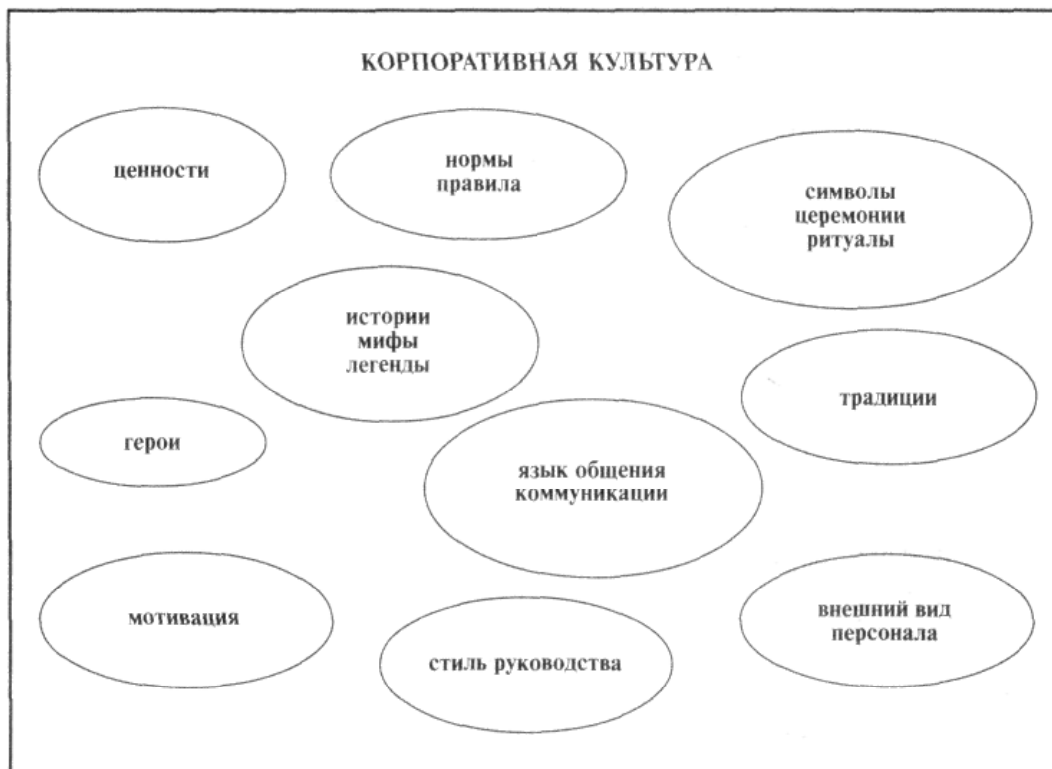 КОРПОРАТИВНАЯ КУЛЬТУРА
ценности
нормы
правила
символы
церемонии
ритуалы
истории
мифы
легенды
традиции
герои
язык общения
коммуникации
мотивация
стиль руководства
внешний вид
персонала